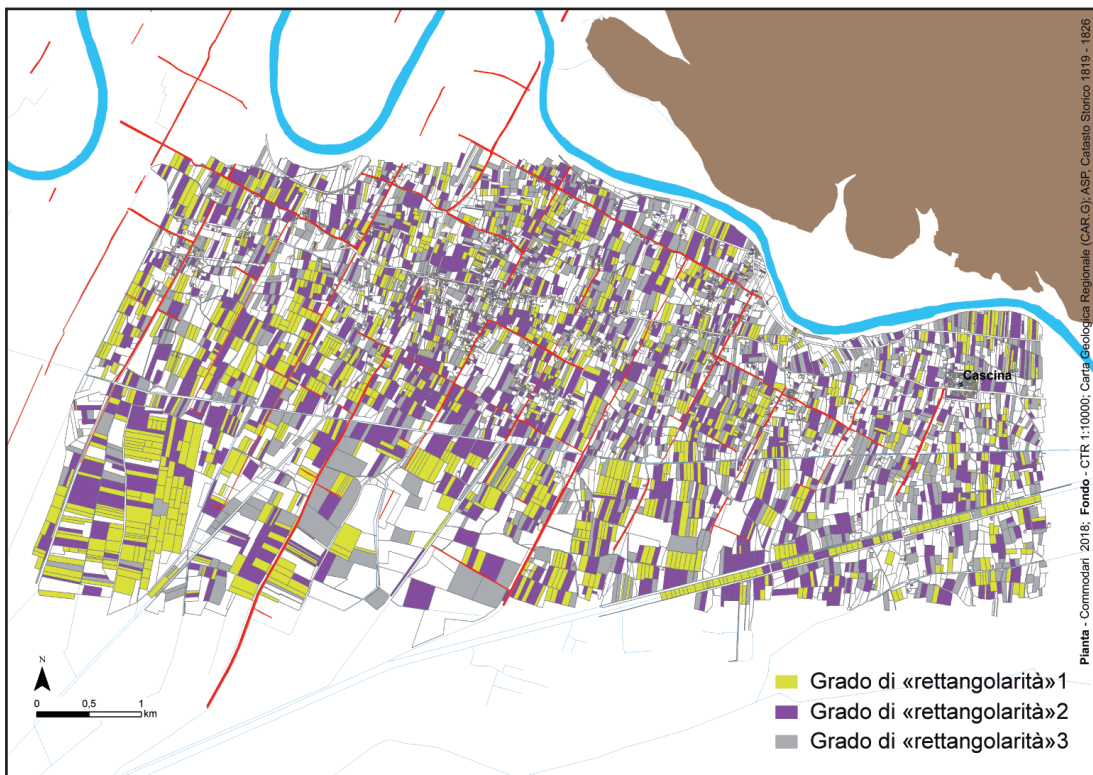 Cascina
Pianta - Commodari 2018; Fondo - CTR 1:10000; Carta Geologica Regionale (CAR.G); ASP, Catasto Storico 1819 - 1826
N
0 0,5 1
km
Grado di «rettangolarità»1
Grado di «rettangolarità»2
Grado di «rettangolarità»3